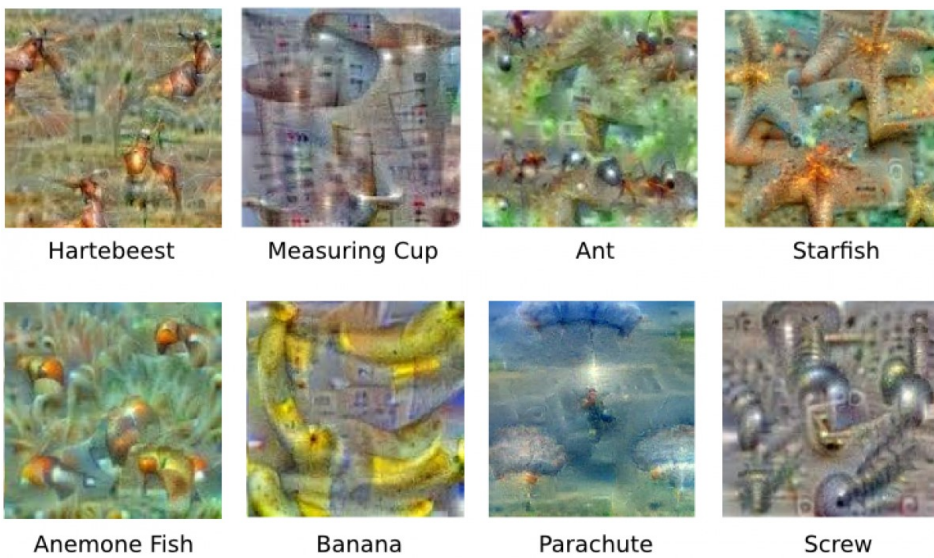 Hartebeest
Measuring Cup
Ant
Starfish
Anemone Fish
Banana
Parachute
Screw